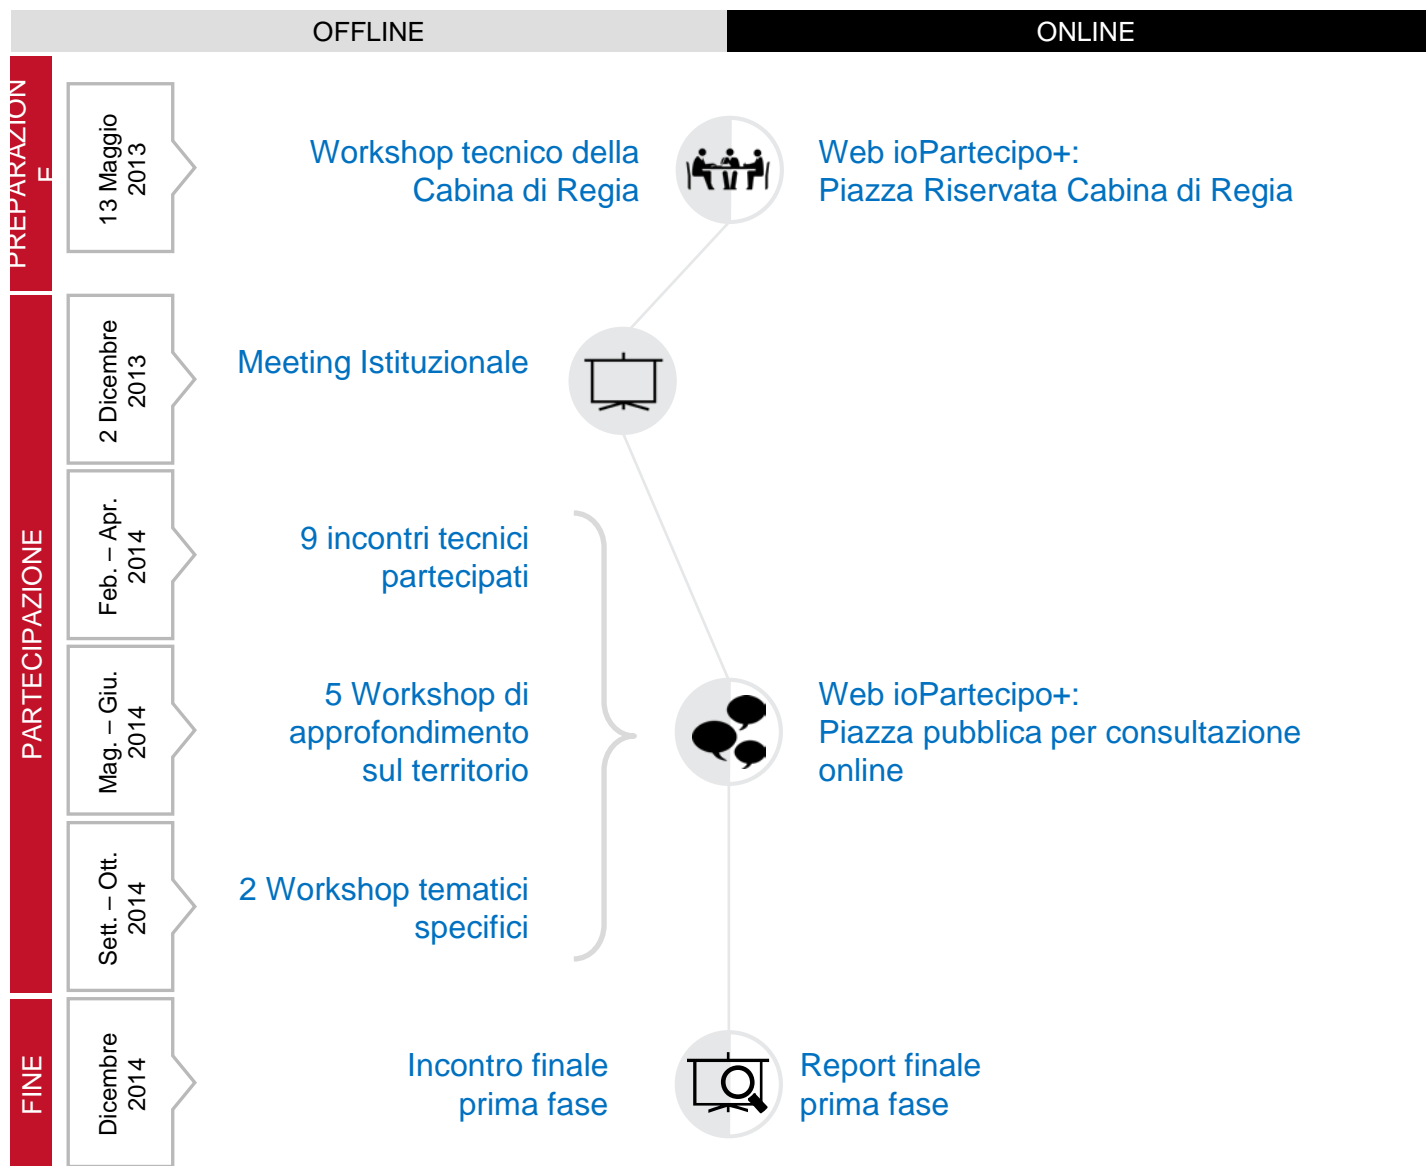 OFFLINE
ONLINE
PREPARAZION
E
13 Maggio
2013
Workshop tecnico della
Cabina di Regia
Web ioPartecipo+:
Piazza Riservata Cabina di Regia
PARTECIPAZIONE
2 Dicembre
2013
Meeting Istituzionale
Feb. – Apr.
2014
9 incontri tecnici
partecipati
Mag. – Giu.
2014
5 Workshop di
approfondimento
sul territorio
Web ioPartecipo+:
Piazza pubblica per consultazione
online
Sett. – Ott.
2014
2 Workshop tematici
specifici
FINE
Dicembre
2014
Incontro finale
prima fase
Report finale
prima fase